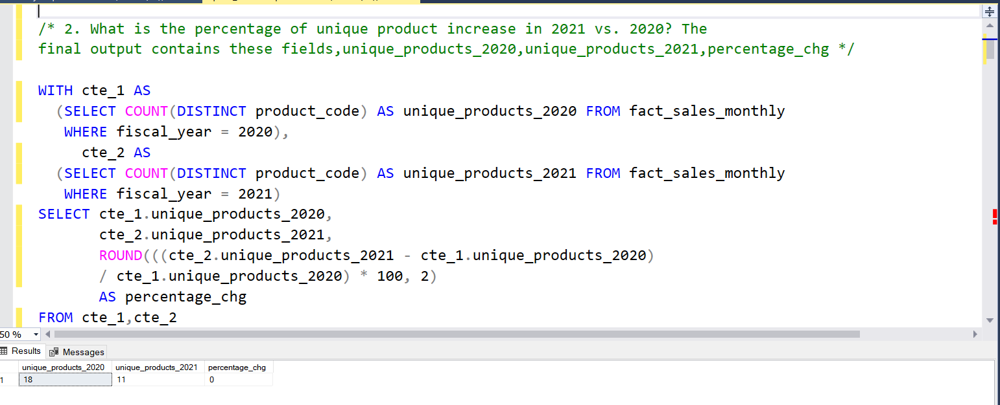 /* 2. What is the percentage of unique product increase in 2021 vs. 2020? The
final output contains these fields,unique_products_2020,unique_products_2021,percentage_chg */
WITH cte_1 AS
(SELECT COUNT(DISTINCT product_code) AS unique_products_2020 FROM fact_sales_monthly
WHERE fiscal_year = 2020),
cte_2 AS
(SELECT COUNT(DISTINCT product_code) AS unique_products_2021 FROM fact_sales_monthly
WHERE fiscal_year = 2021)
SELECT cte_1.unique_products_2020,
cte_2.unique_products_2021,
ROUND(((cte_2.unique_products_2021 - cte_1.unique_products_2020)
/ cte_1.unique_products_2020) * 100, 2)
AS percentage_chg
FROM cte_1,cte_2
50 %
Results Messages
unique_products_2020 unique_products_2021 percentage_chg
1 18 11 0